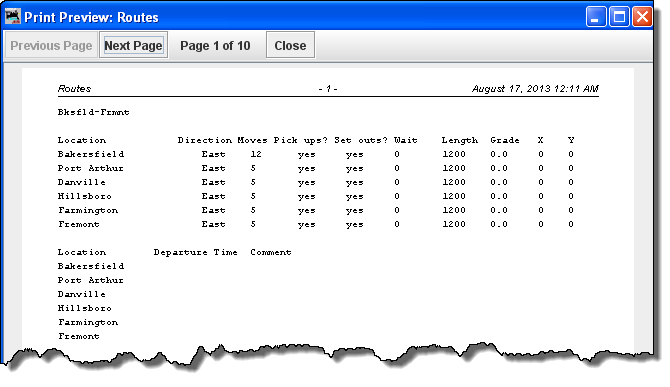 Print Preview: Routes
Previous Page Next Page Page 1 of 10 Close
Routes - 1 - August 17, 2013 12:11 AM
Bksfld-Frmnt
Location Direction Moves Pick ups? Set outs? Wait Length Grade X Y
Bakersfield East 12 yes yes 0 1200 0.0 0 0
Port Arthur East 5 yes yes 0 1200 0.0 0 0
Danville East 5 yes yes 0 1200 0.0 0 0
Hillsboro East 5 yes yes 0 1200 0.0 0 0
Farmington East 5 yes yes 0 1200 0.0 0 0
Fremont East 5 yes yes 0 1200 0.0 0 0
Location Departure Time Comment
Bakersfield
Port Arthur
Danville
Hillsboro
Farmington
Fremont